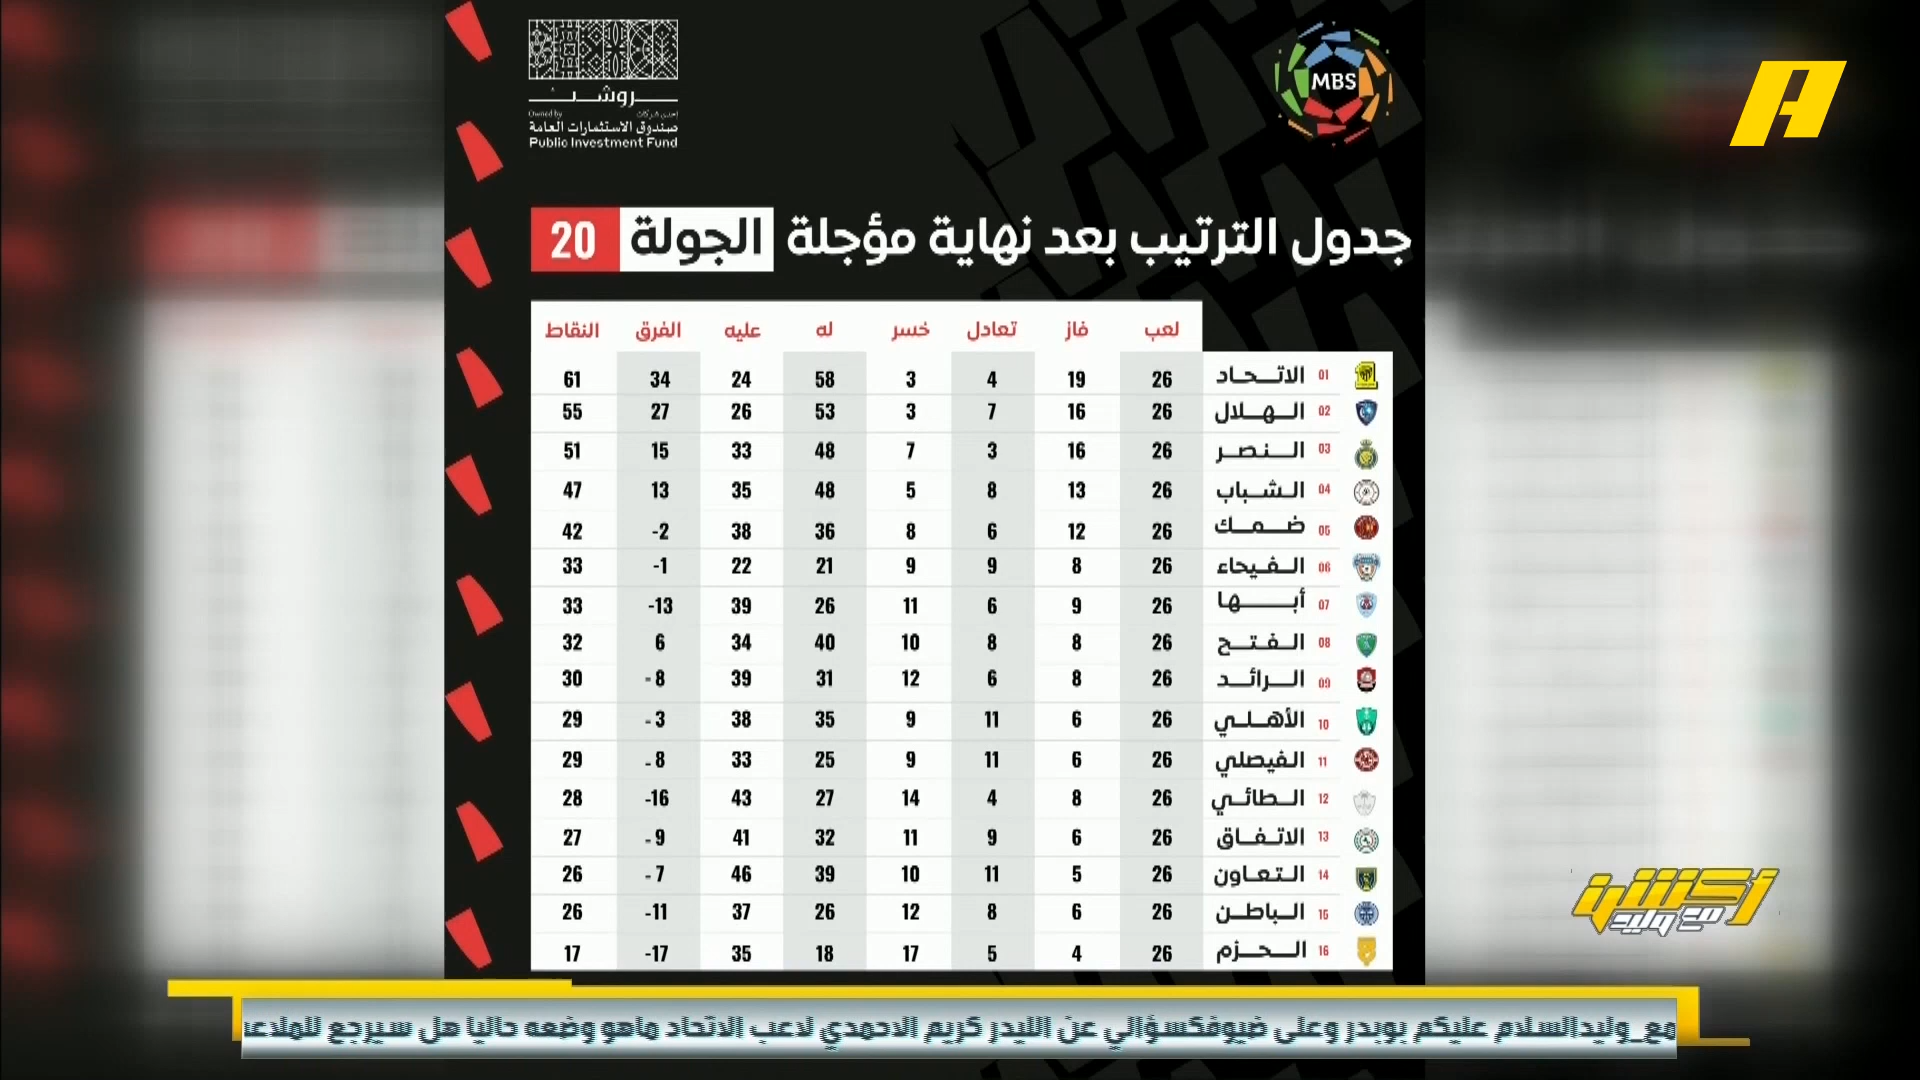 روشن
Owned by إحدى شركات
صندوق الاستثمارات العامة
Public Investment Fund
MBS
جدول الترتيب بعد نهاية مؤجلة الجولة 20
لعب فاز تعادل خسر له عليه الفرق النقاط
01 الاتحاد 26 19 4 3 58 24 34 61
02 الهلال 26 16 7 3 53 26 27 55
03 النصر 26 16 3 7 48 33 15 51
04 الشباب 26 13 8 5 48 35 13 47
05 ضمك 26 12 6 8 36 38 -2 42
06 الفيحاء 26 8 9 9 21 22 -1 33
07 أبها 26 9 6 11 26 39 -13 33
08 الفتح 26 8 8 10 40 34 6 32
09 الرائد 26 8 6 12 31 39 -8 30
10 الأهلي 26 6 11 9 35 38 -3 29
11 الفيصلي 26 6 11 9 25 33 -8 29
12 الطائي 26 8 4 14 27 43 -16 28
13 الاتفاق 26 6 9 11 32 41 -9 27
14 التعاون 26 5 11 10 39 46 -7 26
15 الباطن 26 6 8 12 26 37 -11 26
16 الحزم 26 4 5 17 18 35 -17 17
أكشن مع وليد
مع_وليدالسلام عليكم بوبدر وعلى ضيوفكسؤالي عن الليدر كريم الاحمدي لاعب الاتحاد ماهو وضعه حاليا هل سيرجع للملاعب